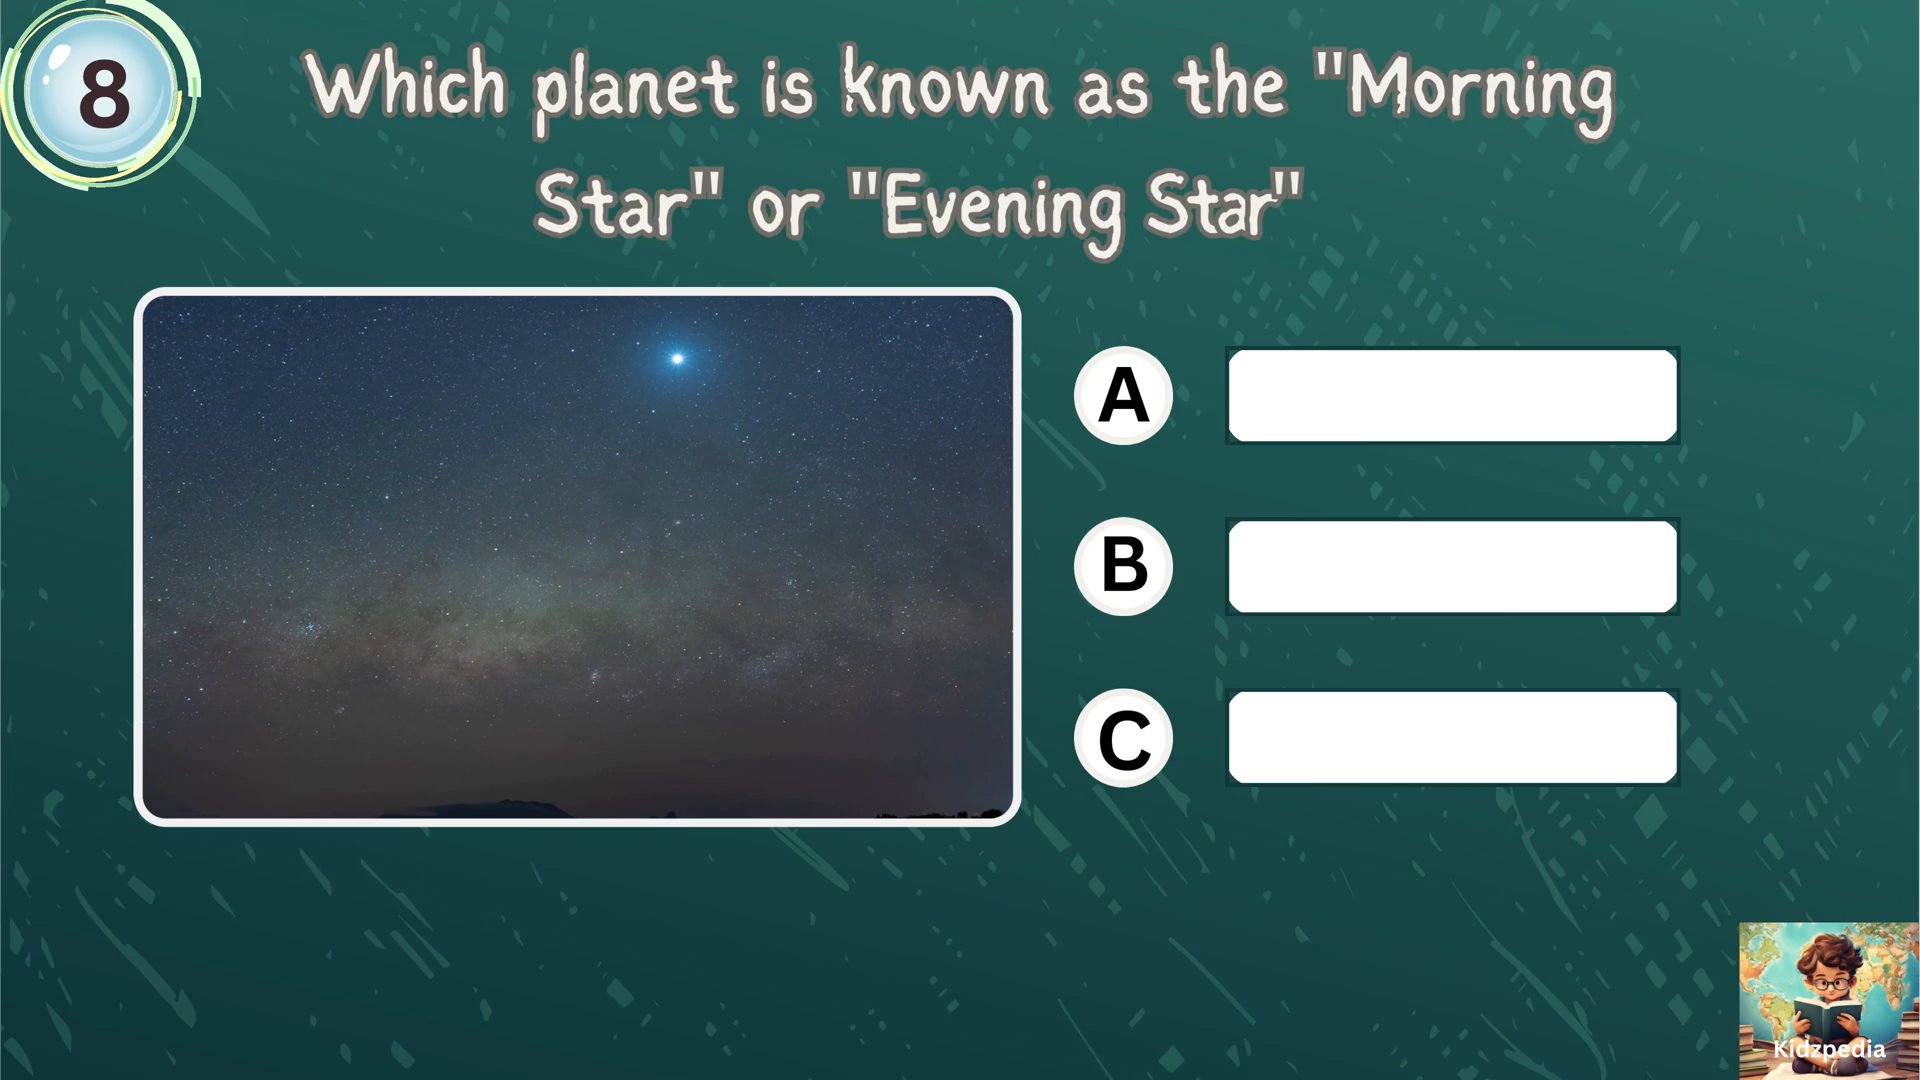 8
Which planet is known as the "Morning
Star" or "Evening Star"
A
B
C
Kidzpedia